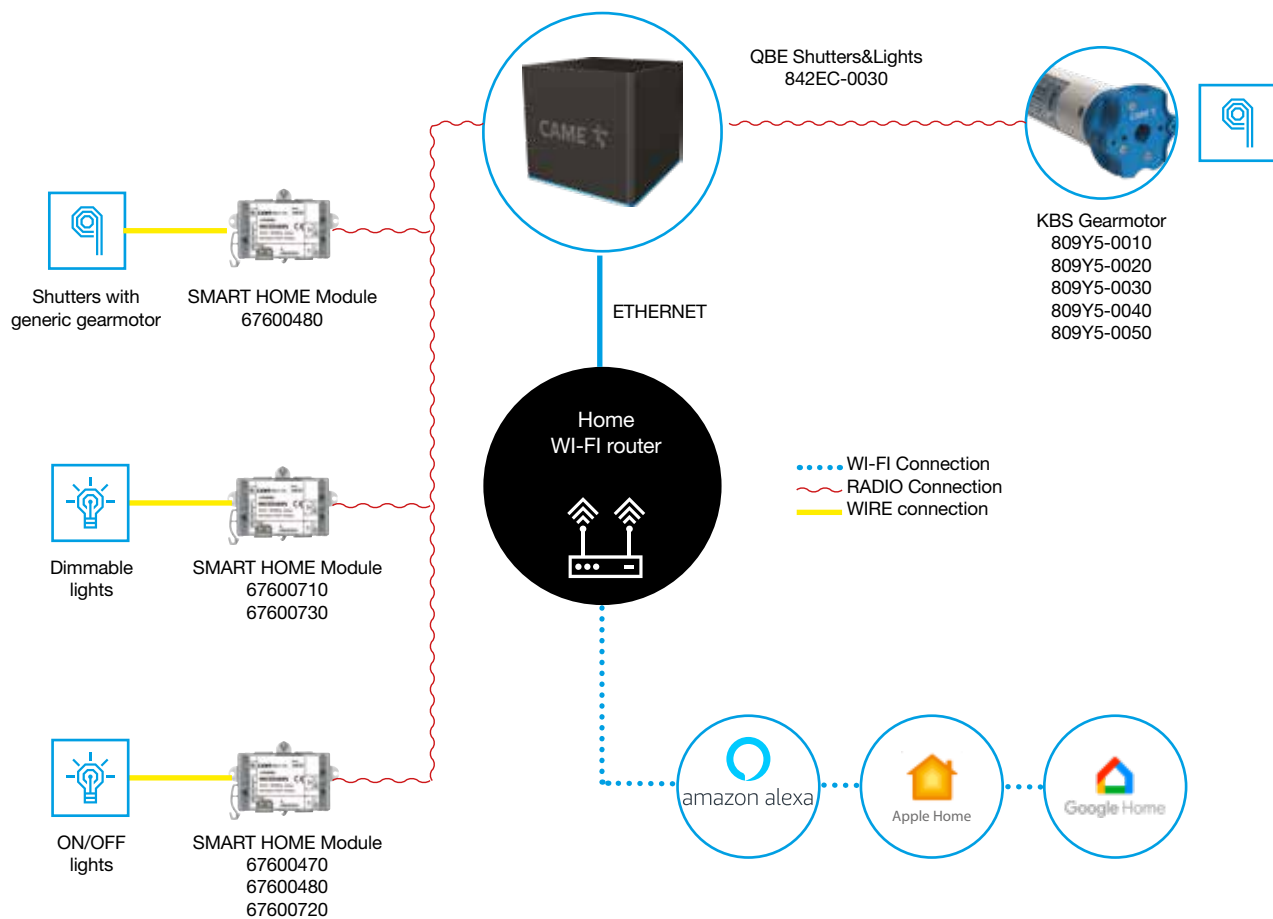 QBE Shutters&Lights
842EC-0030
CAME
CAME
KBS Gearmotor
809Y5-0010
809Y5-0020
809Y5-0030
809Y5-0040
809Y5-0050
Shutters with
generic gearmotor
SMART HOME Module
67600480
ETHERNET
Home
WI-FI router
WI-FI Connection
RADIO Connection
WIRE connection
Dimmable
lights
SMART HOME Module
67600710
67600730
amazon alexa
Apple Home
Google Home
ON/OFF
lights
SMART HOME Module
67600470
67600480
67600720